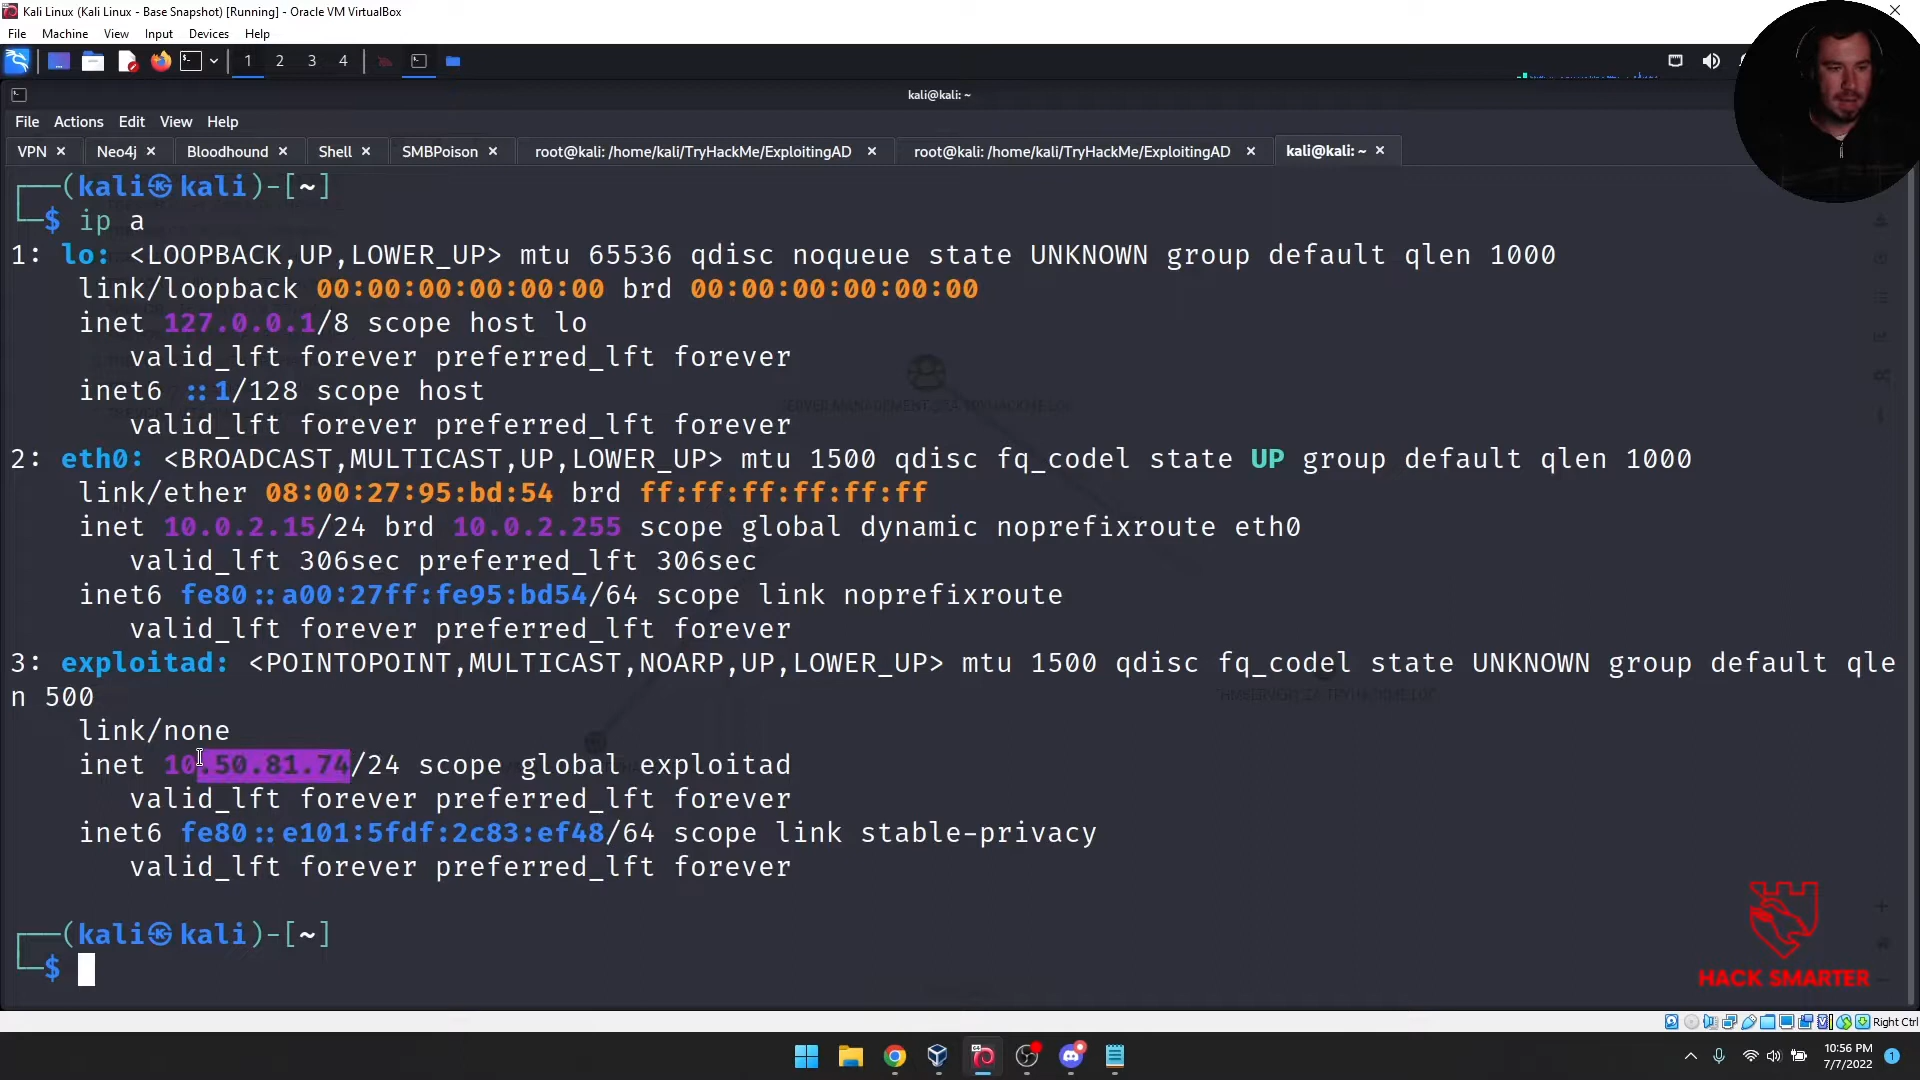 Kali Linux (Kali Linux - Base Snapshot) [Running] - Oracle VM VirtualBox
File Machine View Input Devices Help
1 2 3 4
kali@kali: ~
File Actions Edit View Help
VPN Neo4j Bloodhound Shell SMBPoison root@kali: /home/kali/TryHackMe/ExploitingAD root@kali: /home/kali/TryHackMe/ExploitingAD kali@kali: ~
┌──(kali㉿kali)-[~]
└─$ ip a
1: lo: <LOOPBACK,UP,LOWER_UP> mtu 65536 qdisc noqueue state UNKNOWN group default qlen 1000
link/loopback 00:00:00:00:00:00 brd 00:00:00:00:00:00
inet 127.0.0.1/8 scope host lo
valid_lft forever preferred_lft forever
inet6 ::1/128 scope host
valid_lft forever preferred_lft forever
2: eth0: <BROADCAST,MULTICAST,UP,LOWER_UP> mtu 1500 qdisc fq_codel state UP group default qlen 1000
link/ether 08:00:27:95:bd:54 brd ff:ff:ff:ff:ff:ff
inet 10.0.2.15/24 brd 10.0.2.255 scope global dynamic noprefixroute eth0
valid_lft 306sec preferred_lft 306sec
inet6 fe80::a00:27ff:fe95:bd54/64 scope link noprefixroute
valid_lft forever preferred_lft forever
3: exploitad: <POINTOPOINT,MULTICAST,NOARP,UP,LOWER_UP> mtu 1500 qdisc fq_codel state UNKNOWN group default qle
n 500
link/none
inet 10.50.81.74/24 scope global exploitad
valid_lft forever preferred_lft forever
inet6 fe80::e101:5fdf:2c83:ef48/64 scope link stable-privacy
valid_lft forever preferred_lft forever
┌──(kali㉿kali)-[~]
└─$
HACK SMARTER
Right Ctrl
10:56 PM
7/7/2022
1